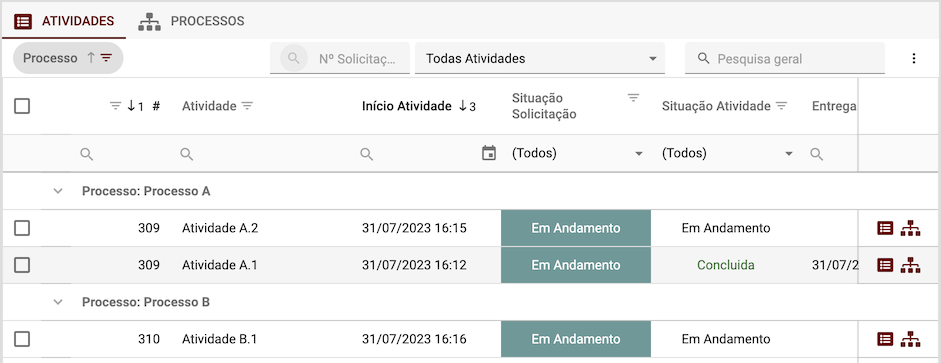 ATIVIDADES PROCESSOS
Processo Nº Solicitaç... Todas Atividades Pesquisa geral
1 # Atividade Início Atividade 3 Situação Solicitação Situação Atividade Entrega
(Todos) (Todos)
Processo: Processo A
309 Atividade A.2 31/07/2023 16:15 Em Andamento Em Andamento
309 Atividade A.1 31/07/2023 16:12 Em Andamento Concluida 31/07/2
Processo: Processo B
310 Atividade B.1 31/07/2023 16:16 Em Andamento Em Andamento